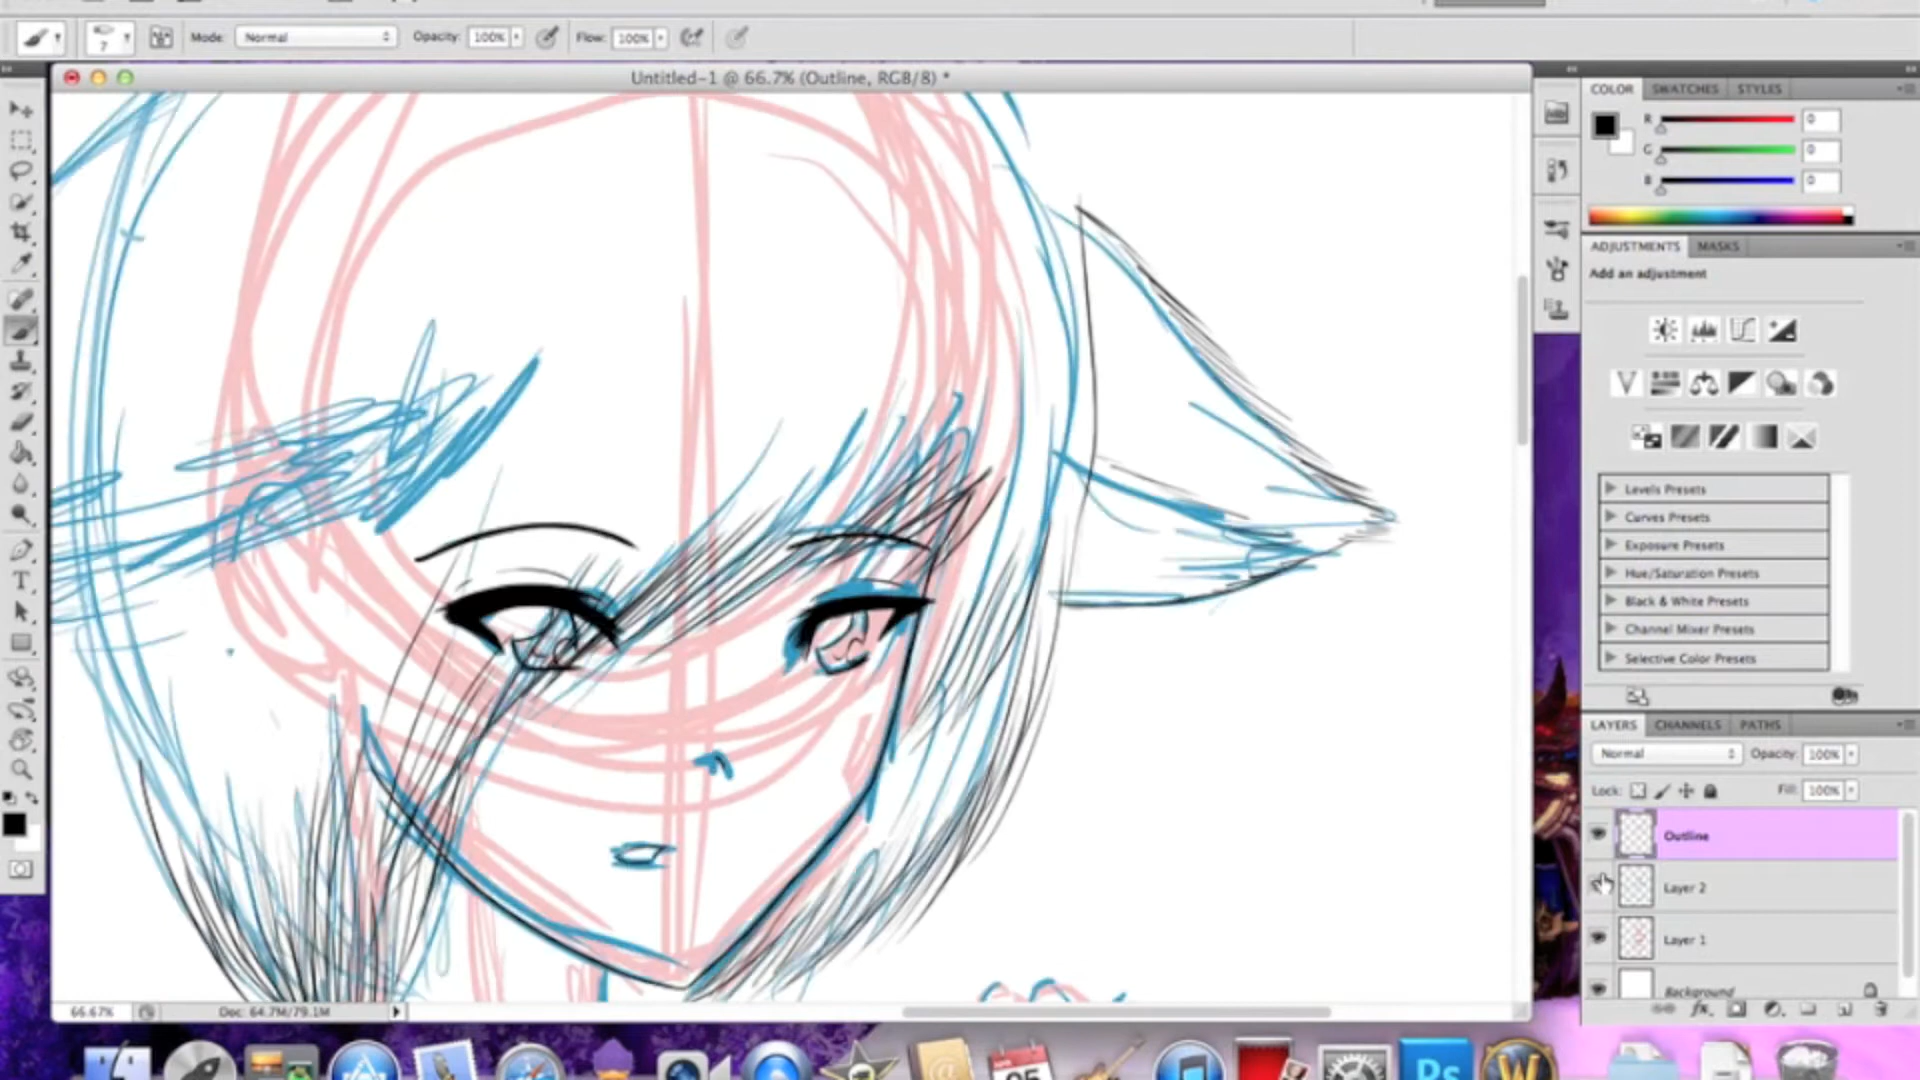 7 Mode: Normal Opacity: 100% Flow: 100%
Untitled-1 @ 66.7% (Outline, RGB/8) *
COLOR SWATCHES STYLES
R 0
G 0
B 0
ADJUSTMENTS MASKS
Add an adjustment
Levels Presets
Curves Presets
Exposure Presets
Hue/Saturation Presets
Black & White Presets
Channel Mixer Presets
Selective Color Presets
LAYERS CHANNELS PATHS
Normal Opacity: 100%
Lock: Fill: 100%
Outline
Layer 2
Layer 1
Background
66.67% Doc: 64.7M/79.1M
T
fx
Ps
W